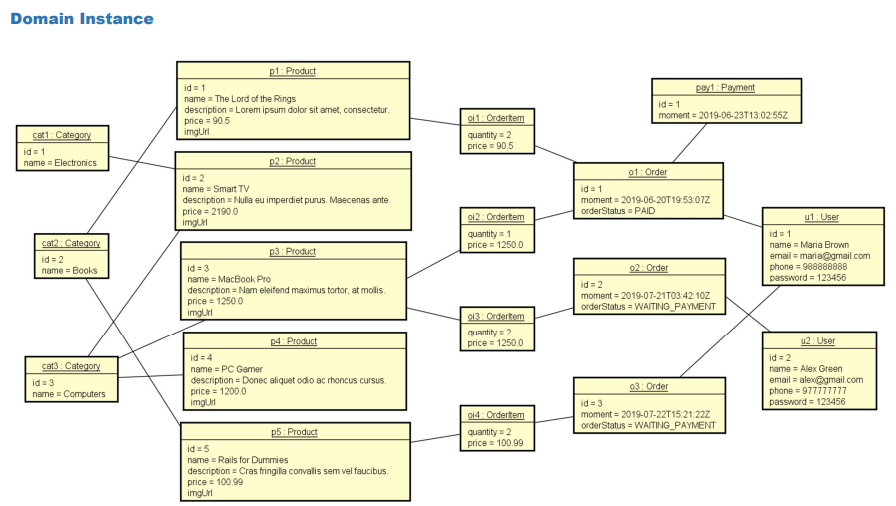 Domain Instance
p1 : Product
id = 1
name = The Lord of the Rings
description = Lorem ipsum dolor sit amet, consectetur.
price = 90.5
imgUrl
pay1 : Payment
id = 1
moment = 2019-06-23T13:02:55Z
oi1 : OrderItem
quantity = 2
price = 90.5
cat1 : Category
id = 1
name = Electronics
p2 : Product
id = 2
name = Smart TV
description = Nulla eu imperdiet purus. Maecenas ante.
price = 2190.0
imgUrl
o1 : Order
id = 1
moment = 2019-06-20T19:53:07Z
orderStatus = PAID
oi2 : OrderItem
quantity = 1
price = 1250.0
u1 : User
id = 1
name = Maria Brown
email = maria@gmail.com
phone = 988888888
password = 123456
cat2 : Category
id = 2
name = Books
p3 : Product
id = 3
name = MacBook Pro
description = Nam eleifend maximus tortor, at mollis.
price = 1250.0
imgUrl
o2 : Order
id = 2
moment = 2019-07-21T03:42:10Z
orderStatus = WAITING_PAYMENT
oi3 : OrderItem
quantity = 2
price = 1250.0
p4 : Product
id = 4
name = PC Gamer
description = Donec aliquet odio ac rhoncus cursus.
price = 1200.0
imgUrl
u2 : User
id = 2
name = Alex Green
email = alex@gmail.com
phone = 977777777
password = 123456
cat3 : Category
id = 3
name = Computers
o3 : Order
id = 3
moment = 2019-07-22T15:21:22Z
orderStatus = WAITING_PAYMENT
oi4 : OrderItem
quantity = 2
price = 100.99
p5 : Product
id = 5
name = Rails for Dummies
description = Cras fringilla convallis sem vel faucibus.
price = 100.99
imgUrl